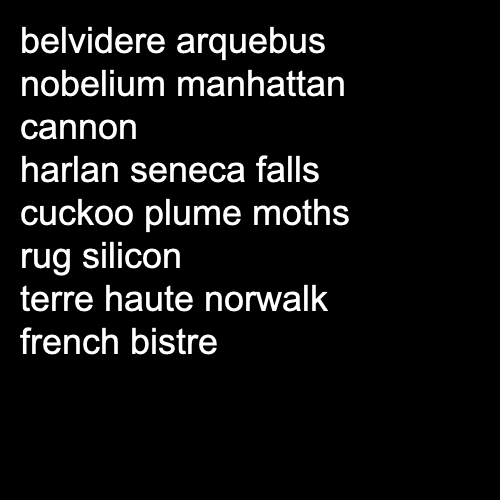 belvidere arquebus
nobelium manhattan
cannon
harlan seneca falls
cuckoo plume moths
rug silicon
terre haute norwalk
french bistre